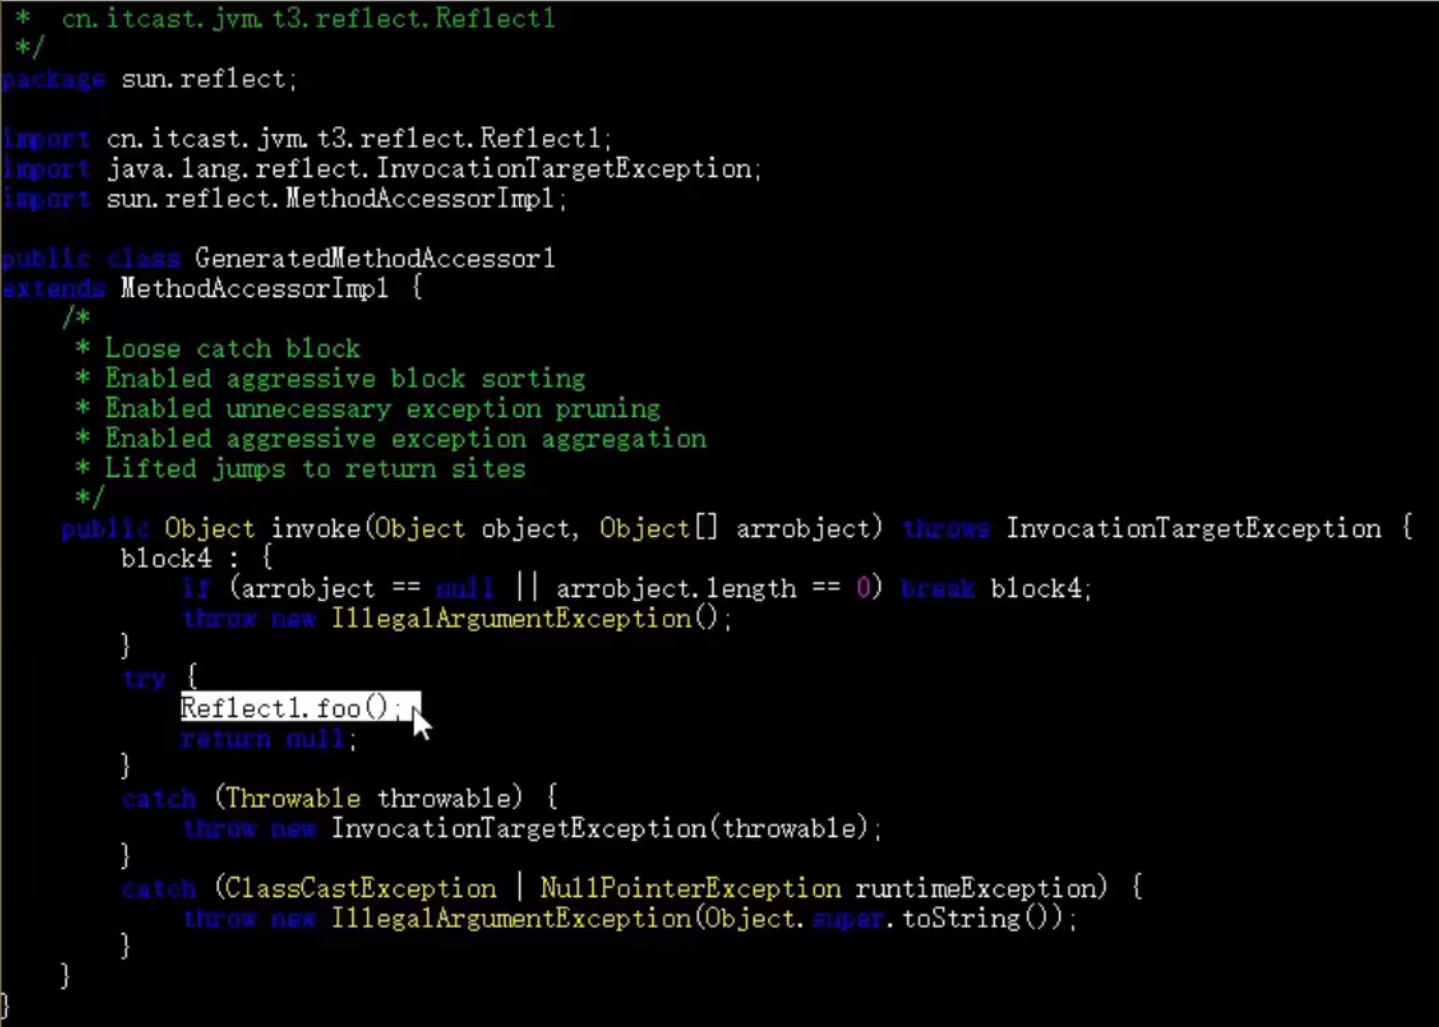 * cn.itcast.jvm.t3.reflect.Reflect1
*/
package sun.reflect;
import cn.itcast.jvm.t3.reflect.Reflect1;
import java.lang.reflect.InvocationTargetException;
import sun.reflect.MethodAccessorImpl;
public class GeneratedMethodAccessor1
extends MethodAccessorImpl {
/*
* Loose catch block
* Enabled aggressive block sorting
* Enabled unnecessary exception pruning
* Enabled aggressive exception aggregation
* Lifted jumps to return sites
*/
public Object invoke(Object object, Object[] arrobject) throws InvocationTargetException {
block4 : {
if (arrobject == null || arrobject.length == 0) break block4;
throw new IllegalArgumentException();
}
try {
Reflect1.foo();
return null;
}
catch (Throwable throwable) {
throw new InvocationTargetException(throwable);
}
catch (ClassCastException | NullPointerException runtimeException) {
throw new IllegalArgumentException(Object.super.toString());
}
}
}